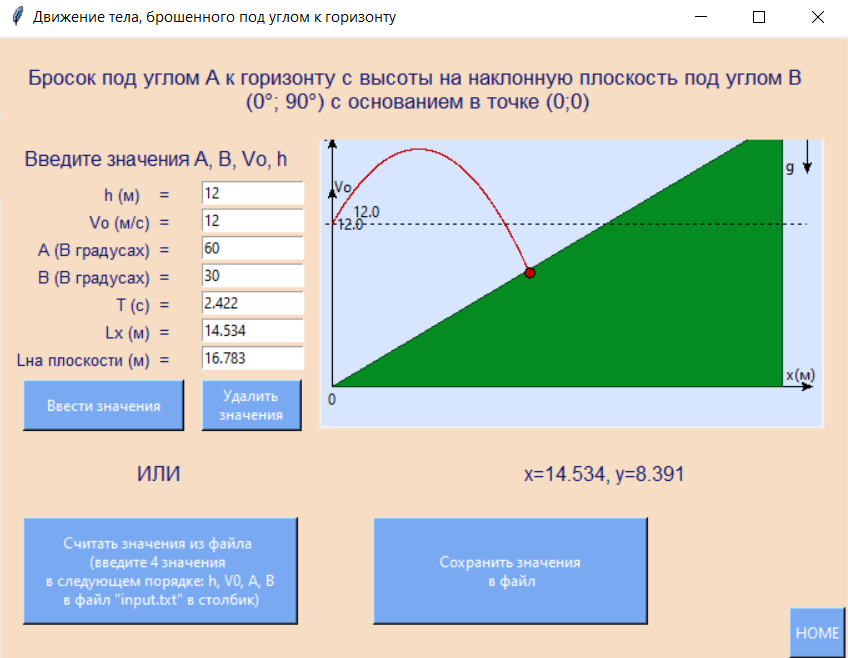 Движение тела, брошенного под углом к горизонту
Бросок под углом А к горизонту с высоты на наклонную плоскость под углом В
(0°; 90°) с основанием в точке (0;0)
Введите значения А, В, Vo, h
h (м) = 12
Vo (м/с) = 12
А (В градусах) = 60
В (В градусах) = 30
Т (с) = 2.422
Lx (м) = 14.534
Lна плоскости (м) = 16.783
Ввести значения
Удалить
значения
Vo
12.0
12.0
g
x(м)
0
ИЛИ
x=14.534, y=8.391
Считать значения из файла
(введите 4 значения
в следующем порядке: h, V0, A, B
в файл "input.txt" в столбик)
Сохранить значения
в файл
HOME